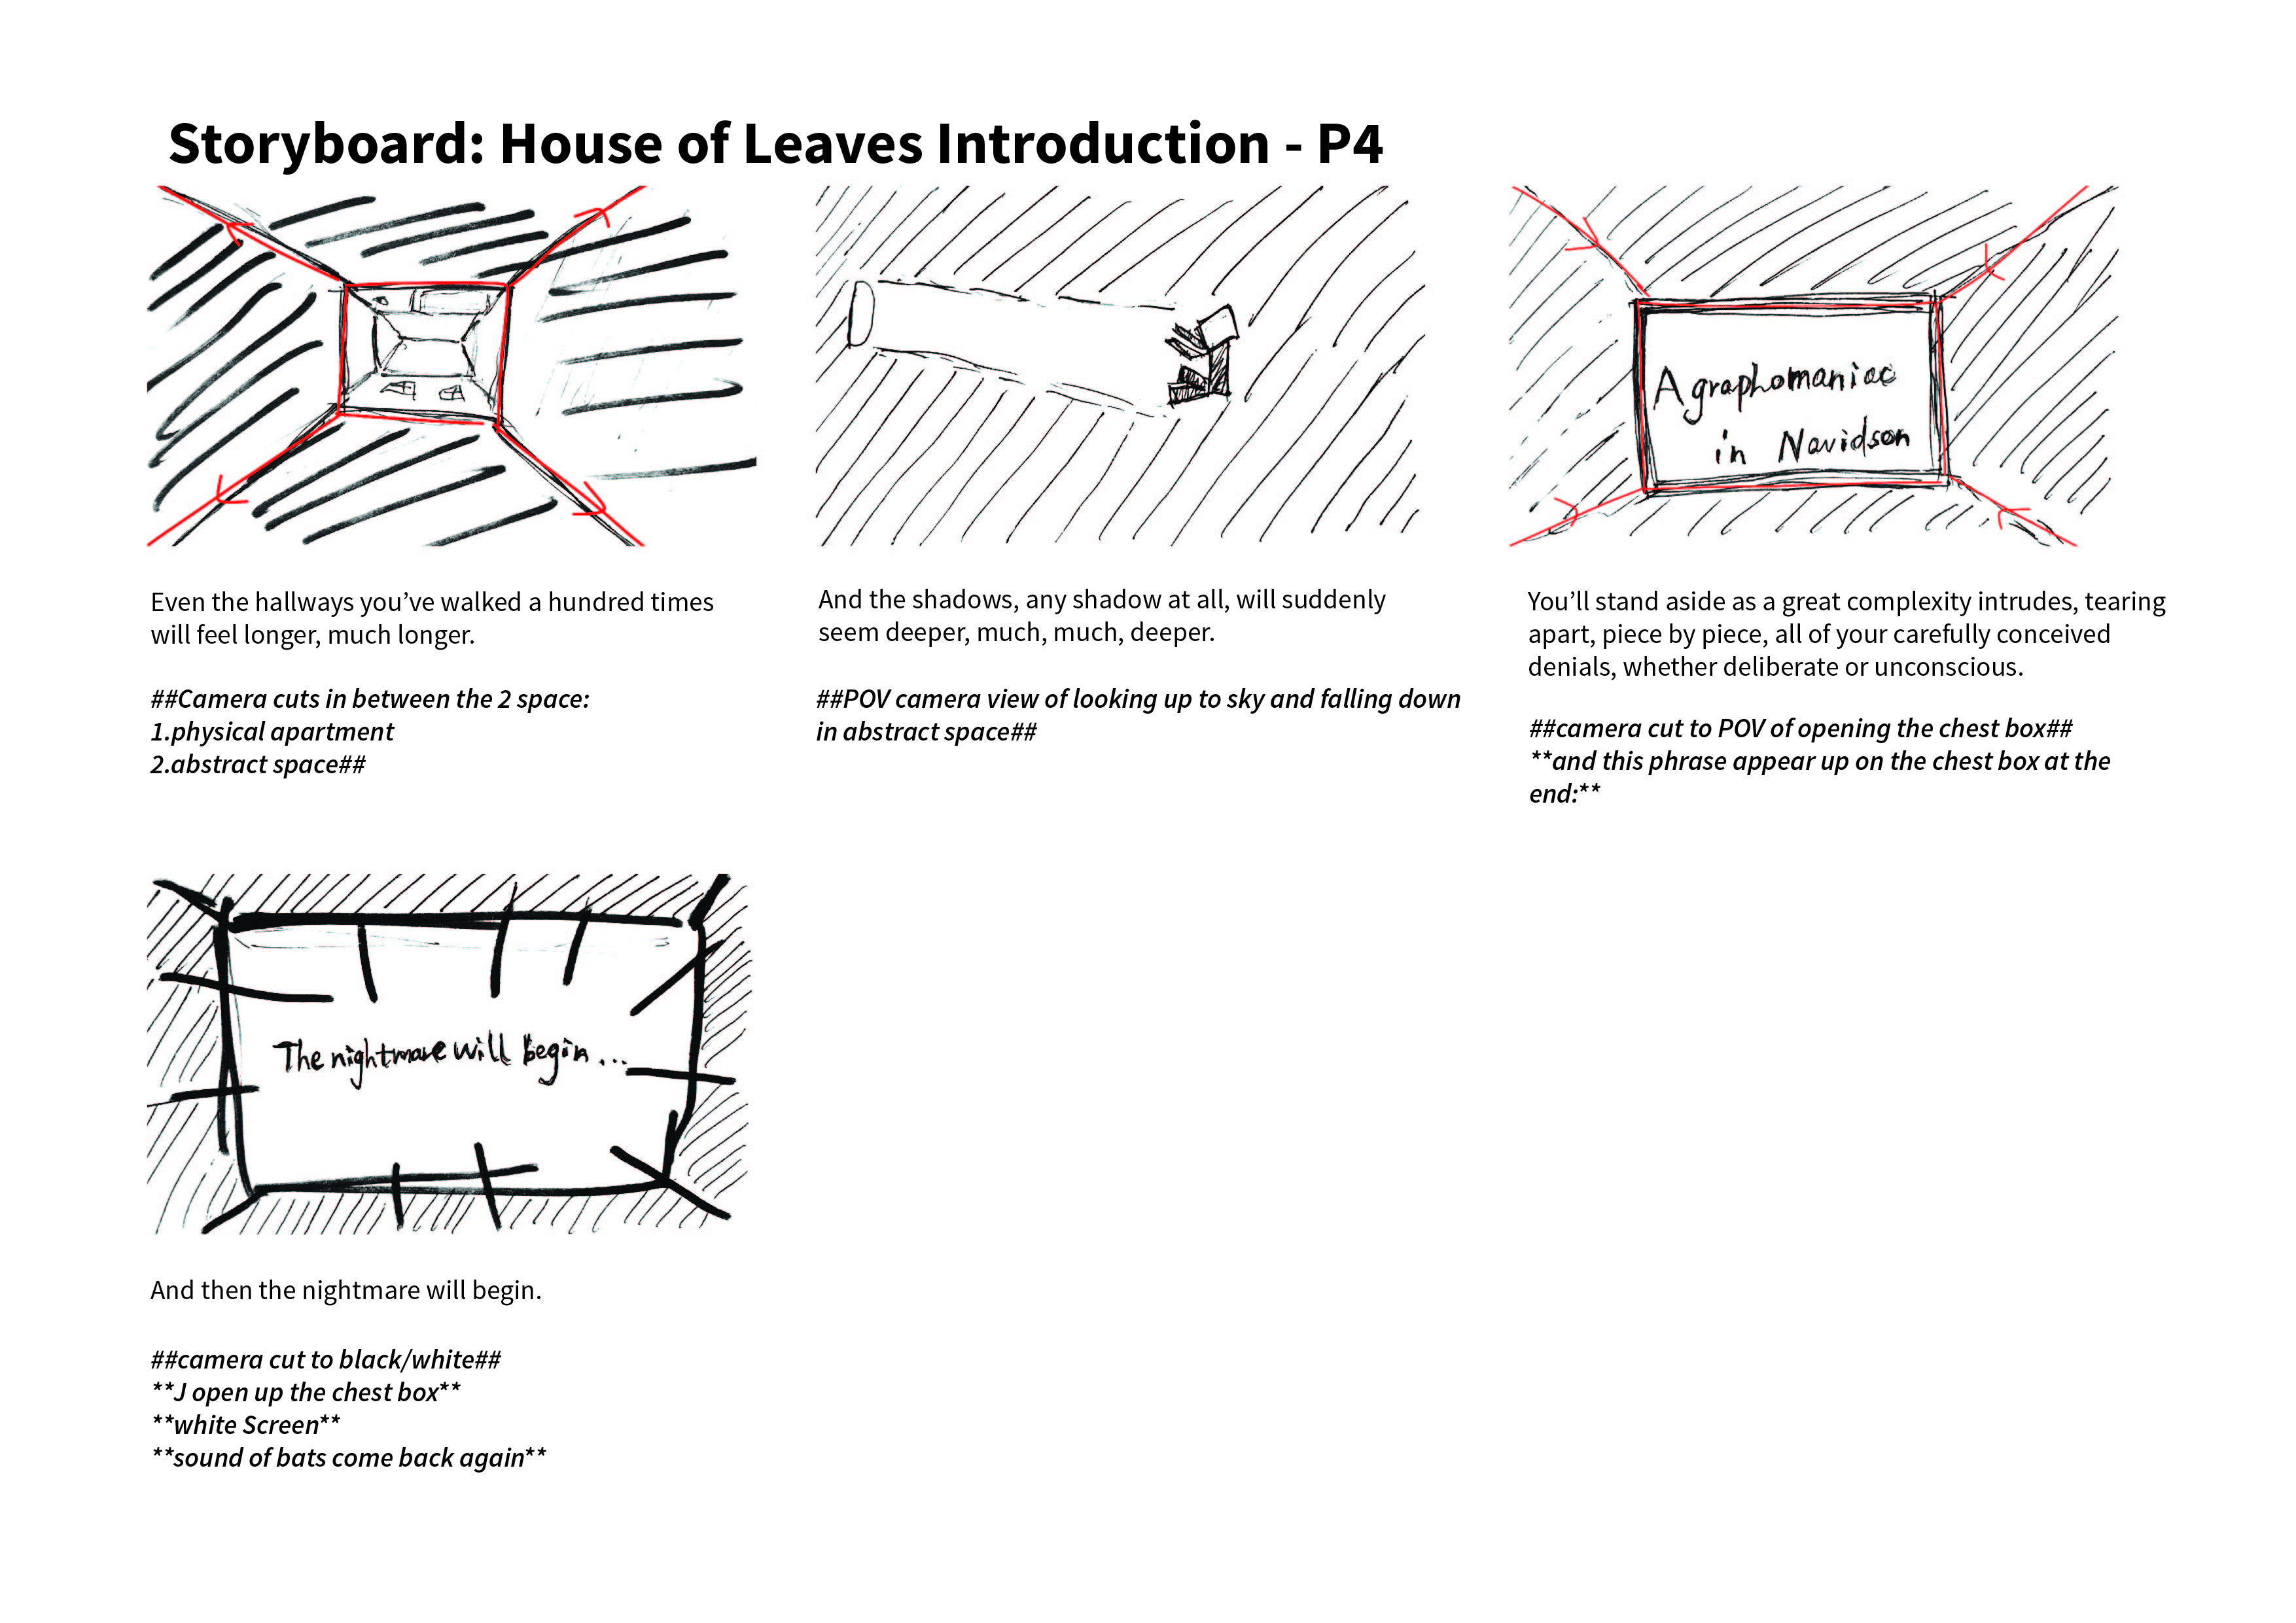 Storyboard: House of Leaves Introduction - P4
A graphomaniac
in Navidson
Even the hallways you’ve walked a hundred times
will feel longer, much longer.
##Camera cuts in between the 2 space:
1.physical apartment
2.abstract space##
And the shadows, any shadow at all, will suddenly
seem deeper, much, much, deeper.
##POV camera view of looking up to sky and falling down
in abstract space##
You’ll stand aside as a great complexity intrudes, tearing
apart, piece by piece, all of your carefully conceived
denials, whether deliberate or unconscious.
##camera cut to POV of opening the chest box##
**and this phrase appear up on the chest box at the
end:**
The nightmare will begin...
And then the nightmare will begin.
##camera cut to black/white##
**J open up the chest box**
**white Screen**
**sound of bats come back again**